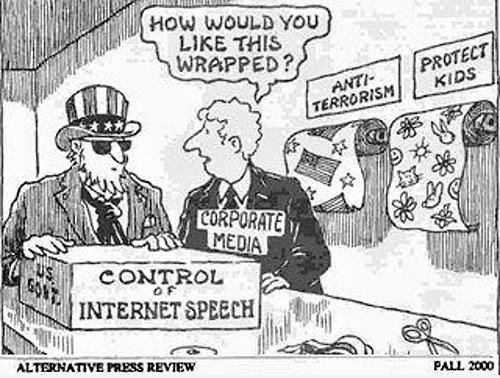 HOW WOULD YOU
LIKE THIS
WRAPPED?
ANTI-
TERRORISM
PROTECT
KIDS
CORPORATE
MEDIA
U.S.
GOVT.
CONTROL
OF
INTERNET SPEECH
ALTERNATIVE PRESS REVIEW
FALL 2000